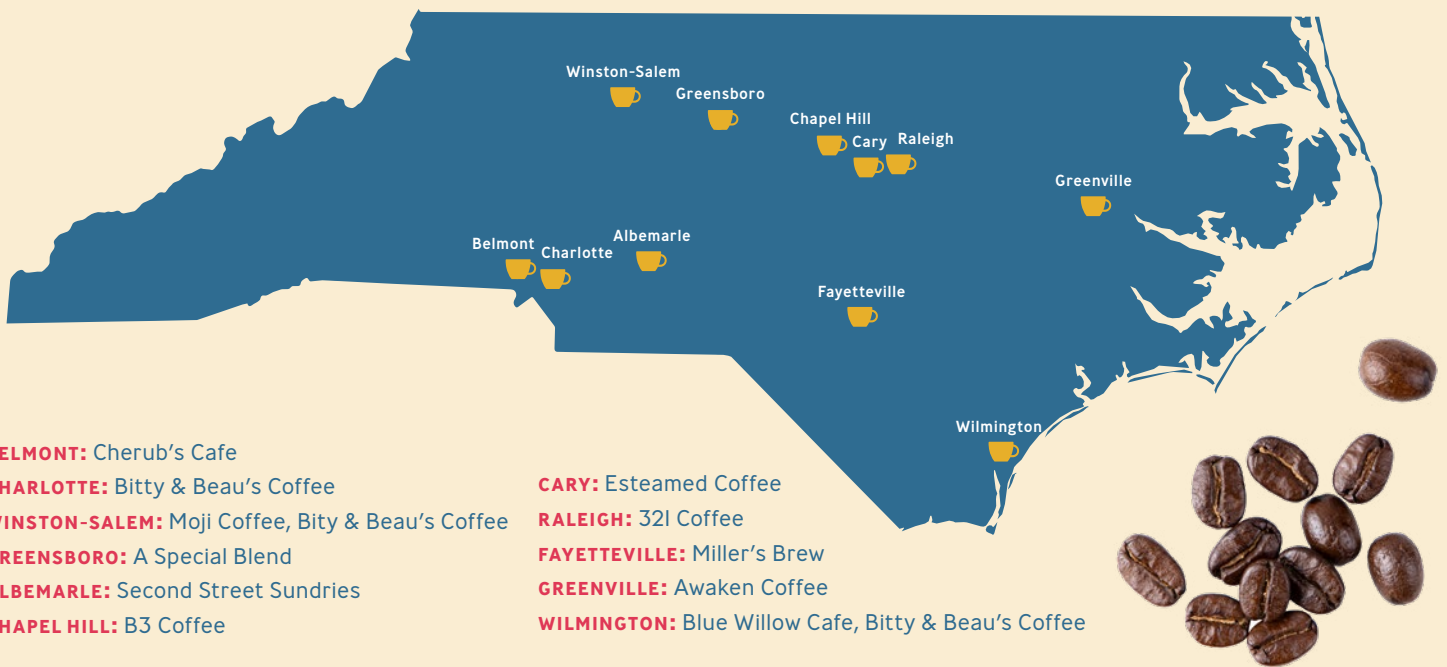 Winston-Salem
Greensboro
Chapel Hill
Cary
Raleigh
Greenville
Belmont
Charlotte
Albemarle
Fayetteville
Wilmington
ELMONT: Cherub's Cafe
HARLOTTE: Bitty & Beau's Coffee
WINSTON-SALEM: Moji Coffee, Bity & Beau's Coffee
REENSBORO: A Special Blend
LBEMARLE: Second Street Sundries
HAPEL HILL: B3 Coffee
CARY: Esteamed Coffee
RALEIGH: 321 Coffee
FAYETTEVILLE: Miller's Brew
GREENVILLE: Awaken Coffee
WILMINGTON: Blue Willow Cafe, Bitty & Beau's Coffee